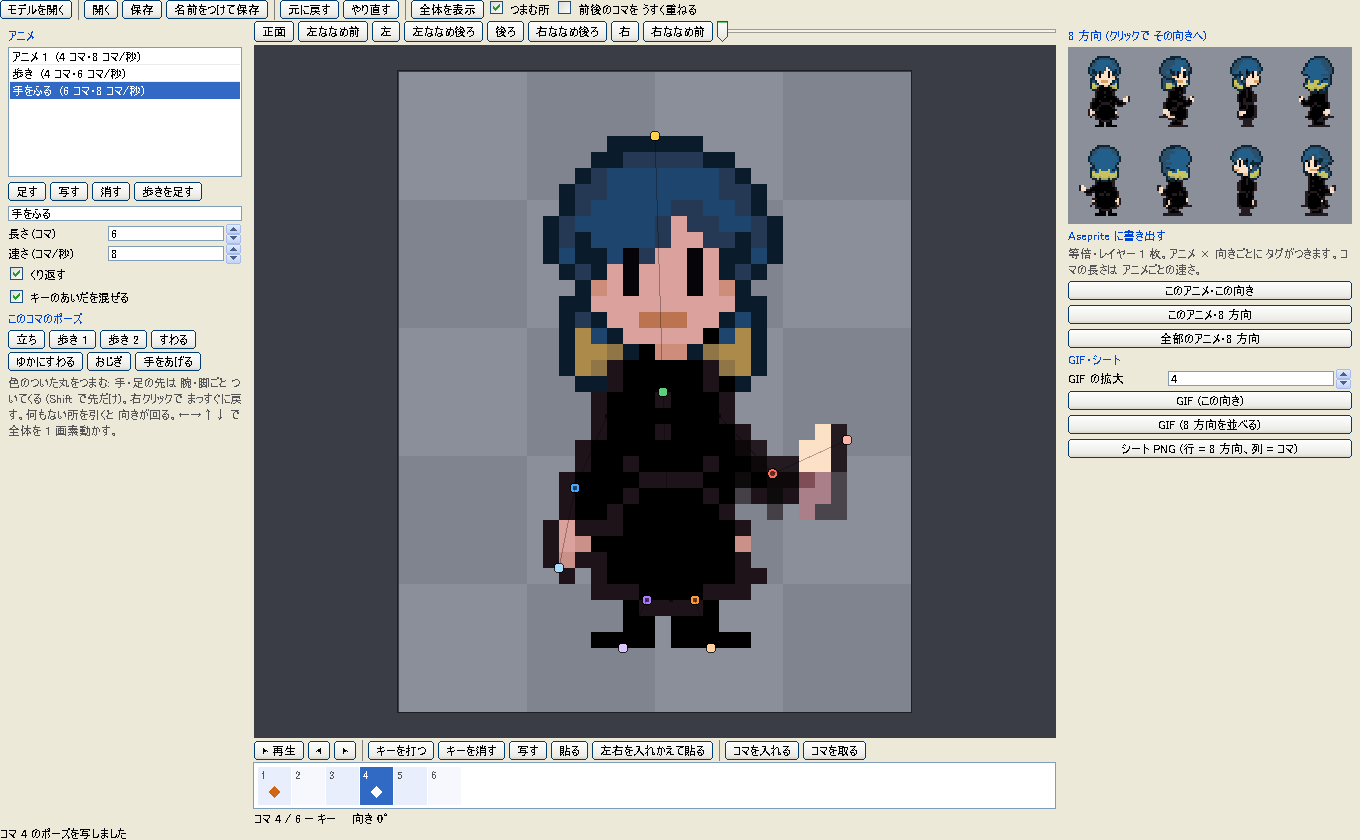 モデルを開く 開く 保存 名前をつけて保存 元に戻す やり直す 全体を表示 つまむ所 前後のコマを うすく重ねる
正面 左ななめ前 左 左ななめ後ろ 後ろ 右ななめ後ろ 右 右ななめ前
アニメ
アニメ 1 (4 コマ・8 コマ/秒)
歩き (4 コマ・6 コマ/秒)
手をふる (6 コマ・8 コマ/秒)
足す 写す 消す 歩きを足す
手をふる
長さ(コマ) 6
速さ(コマ/秒) 8
くり返す
キーのあいだを混ぜる
このコマのポーズ
立ち 歩き 1 歩き 2 すわる
ゆかにすわる おじぎ 手をあげる
色のついた丸をつまむ: 手・足の先は 腕・脚ごと つ
いてくる (Shift で先だけ)。右クリックで まっすぐに戻
す。何もない所を引くと 向きが回る。←→↑↓ で
全体を 1 画素動かす。
8 方向 (クリックで その向きへ)
Aseprite に書き出す
等倍・レイヤー 1 枚。アニメ × 向きごとに タグがつきます。コ
マの長さは アニメごとの速さ。
このアニメ・この向き
このアニメ・8 方向
全部のアニメ・8 方向
GIF・シート
GIF の拡大 4
GIF (この向き)
GIF (8 方向を並べる)
シート PNG (行 = 8 方向、列 = コマ)
再生 キーを打つ キーを消す 写す 貼る 左右を入れかえて貼る コマを入れる コマを取る
1 2 3 4 5 6
コマ 4 / 6 ー キー 向き 0°
コマ 4 のポーズを写しました